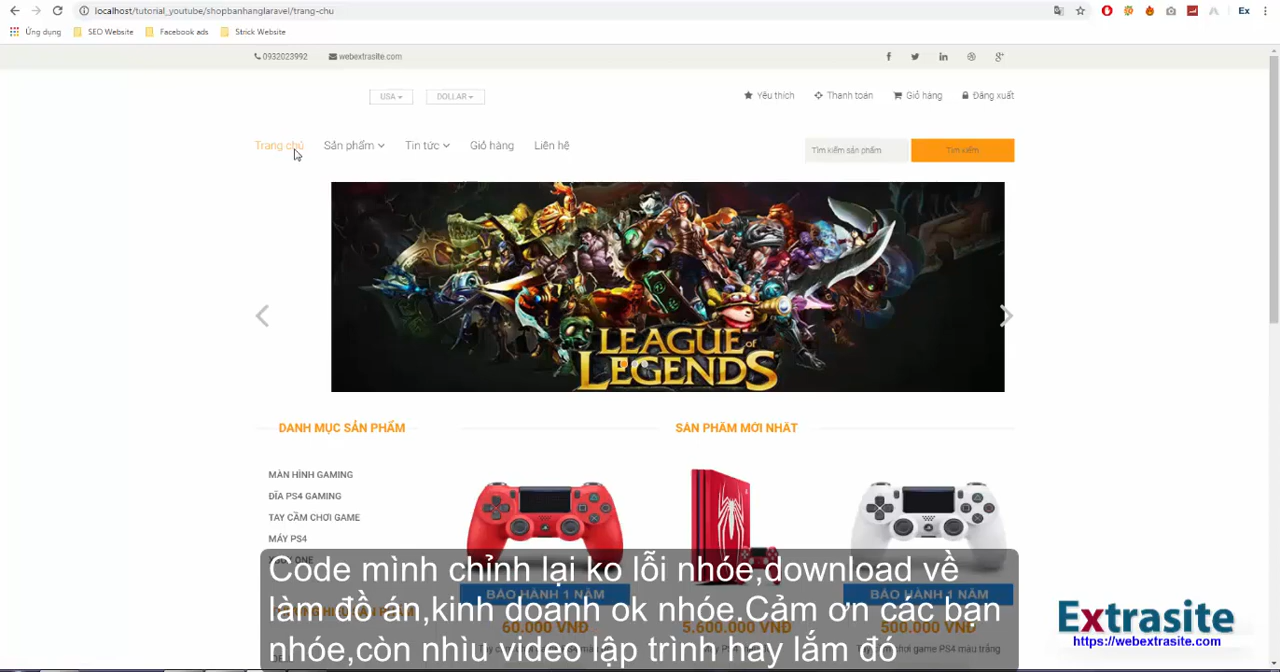 localhost/tutorial_youtube/shopbanhanglaravel/trang-chu
Ex
Ứng dụng SEO Website Facebook ads Strick Website
0932023992 webextrasite.com
USA DOLLAR
Yêu thích Thanh toán Giỏ hàng Đăng xuất
Trang chủ Sản phẩm Tin tức Giỏ hàng Liên hệ
Tìm kiếm sản phẩm Tìm kiếm
LEAGUE of
LEGENDS
DANH MỤC SẢN PHẨM
SẢN PHẨM MỚI NHẤT
MÀN HÌNH GAMING
ĐĨA PS4 GAMING
TAY CẦM CHƠI GAME
MÁY PS4
XBOX ONE
BẢO HÀNH 1 NĂM
BẢO HÀNH 1 NĂM
60.000 VNĐ
5.600.000 VNĐ
500.000 VNĐ
Code mình chỉnh lại ko lỗi nhóe,download về
làm đồ án,kinh doanh ok nhóe.Cảm ơn các bạn
nhóe,còn nhìu video lập trình hay lắm đó
Extrasite
https://webextrasite.com